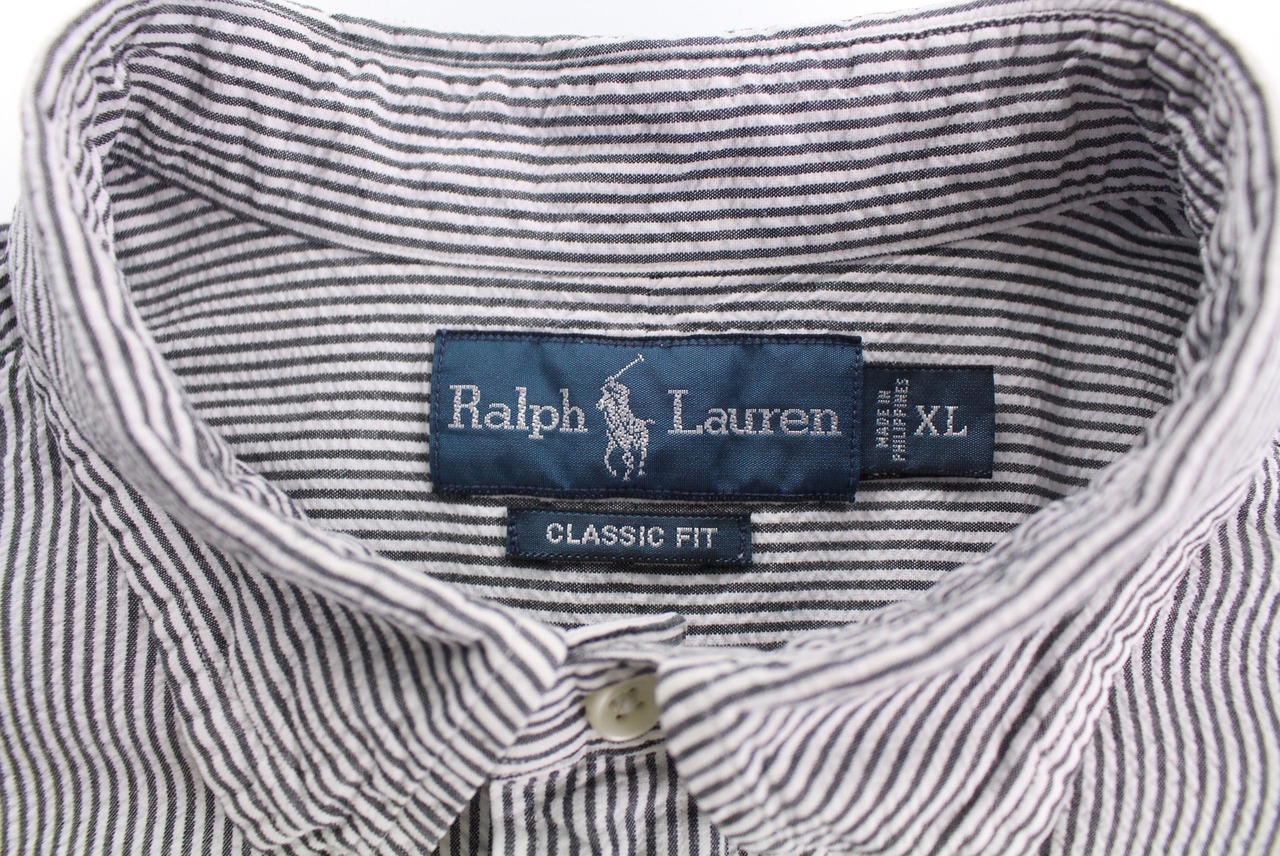 Ralph Lauren
MADE IN
PHILIPPINES
XL
CLASSIC FIT